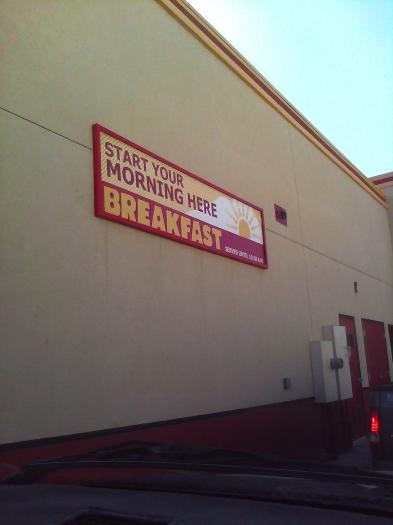 START YOUR
MORNING HERE
BREAKFAST
SERVED UNTIL 10:30 A.M.